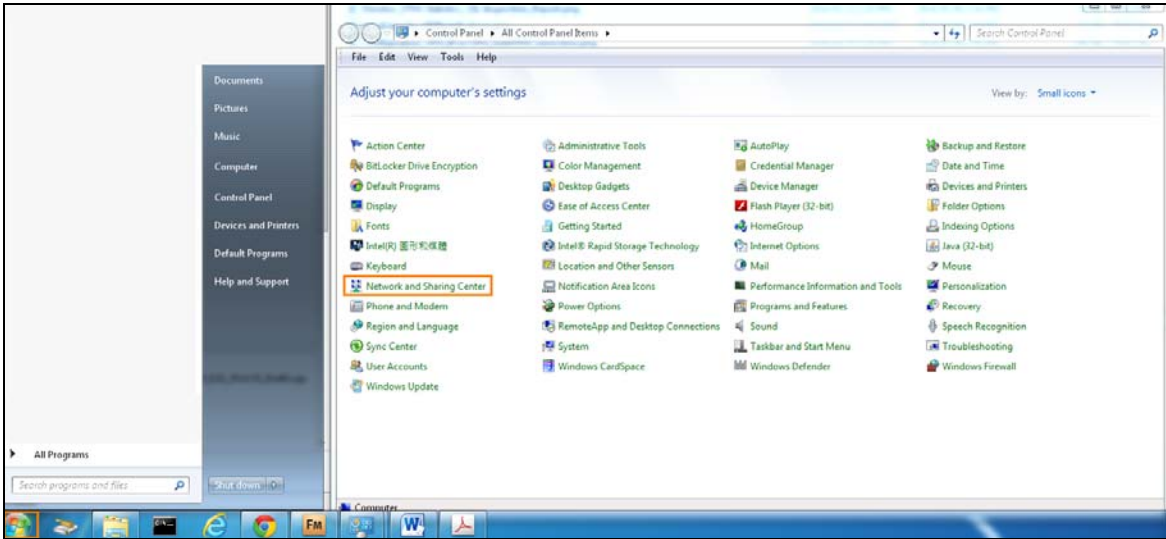 Control Panel ▸ All Control Panel Items ▸
Search Control Panel
File Edit View Tools Help
Adjust your computer's settings
View by: Small icons
Action Center
Administrative Tools
AutoPlay
Backup and Restore
BitLocker Drive Encryption
Color Management
Credential Manager
Date and Time
Default Programs
Desktop Gadgets
Device Manager
Devices and Printers
Display
Ease of Access Center
Flash Player (32-bit)
Folder Options
Fonts
Getting Started
HomeGroup
Indexing Options
Intel(R) 圖形和媒體
Intel® Rapid Storage Technology
Internet Options
Java (32-bit)
Keyboard
Location and Other Sensors
Mail
Mouse
Network and Sharing Center
Notification Area Icons
Performance Information and Tools
Personalization
Phone and Modem
Power Options
Programs and Features
Recovery
Region and Language
RemoteApp and Desktop Connections
Sound
Speech Recognition
Sync Center
System
Taskbar and Start Menu
Troubleshooting
User Accounts
Windows CardSpace
Windows Defender
Windows Firewall
Windows Update
Documents
Pictures
Music
Computer
Control Panel
Devices and Printers
Default Programs
Help and Support
All Programs
Search programs and files
Shut down
Computer
FM
W